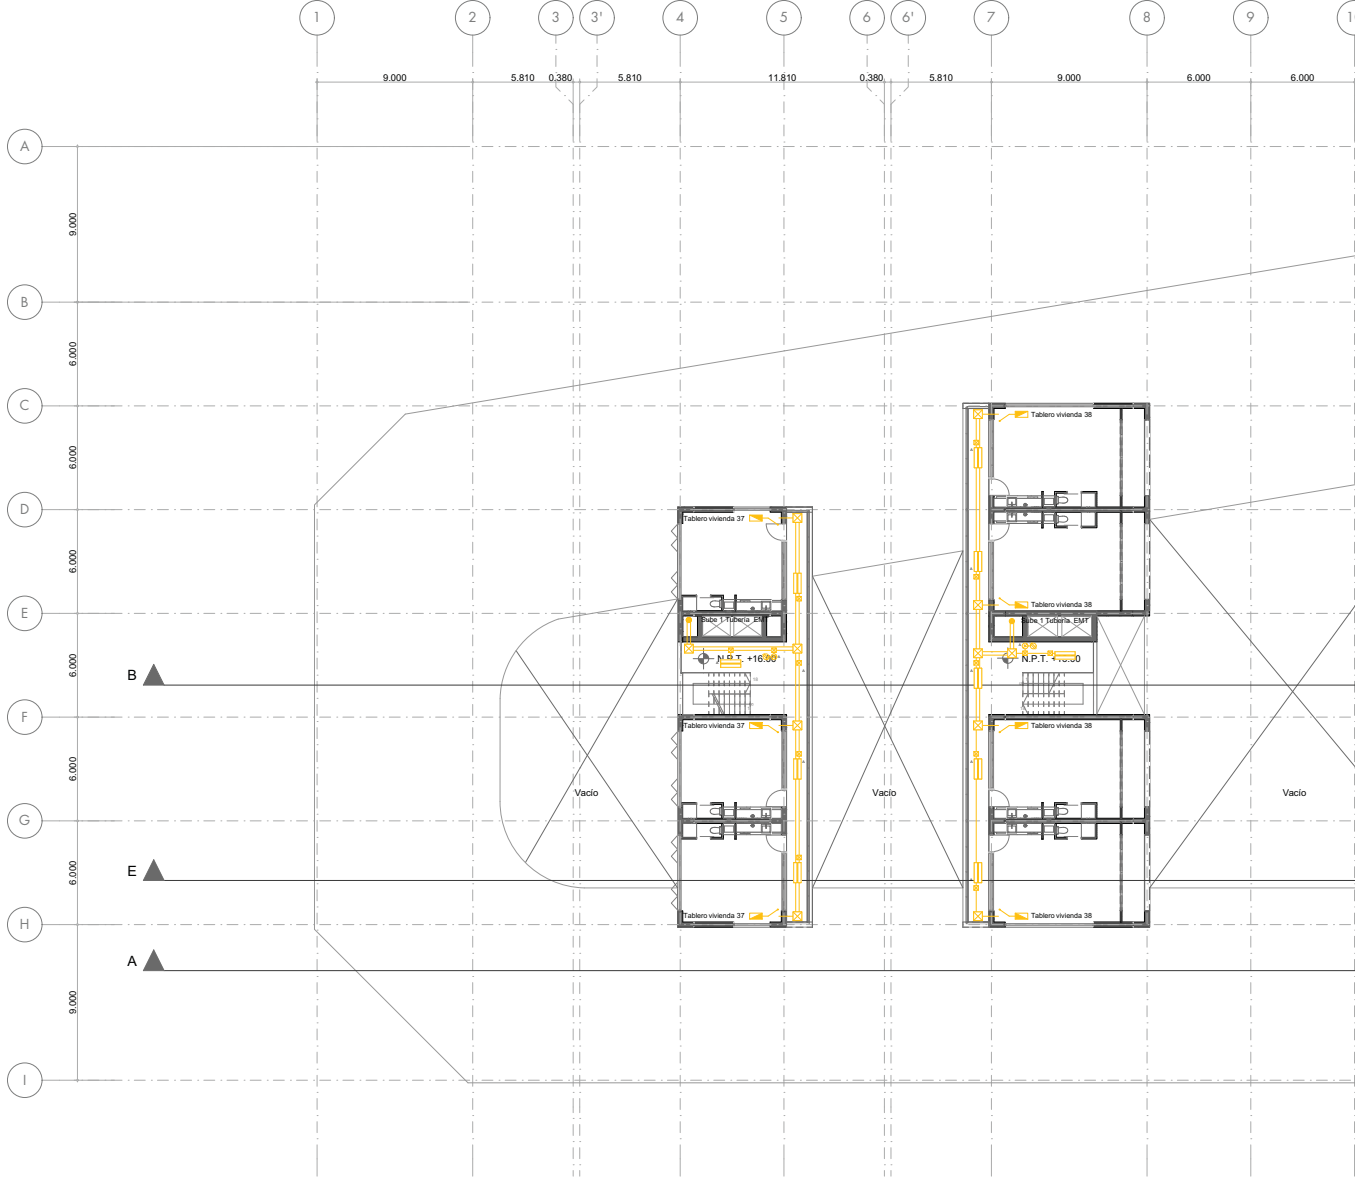 1 2 3 3' 4 5 6 6' 7 8 9
9.000 5.810 0.380 5.810 11.810 0.380 5.810 9.000 6.000 6.000
A
9.000
B
6.000
C
Tablero vivienda 38
6.000
D
Tablero vivienda 37
6.000
E
Tablero vivienda 38
Sube 1 Tubería EMT
Sube 1 Tubería EMT
N.P.T. +16.00
N.P.T.
6.000
B
F
Tablero vivienda 37
Tablero vivienda 38
6.000
Vacío
Vacío
Vacío
G
6.000
E
Tablero vivienda 37
Tablero vivienda 38
H
A
9.000
I